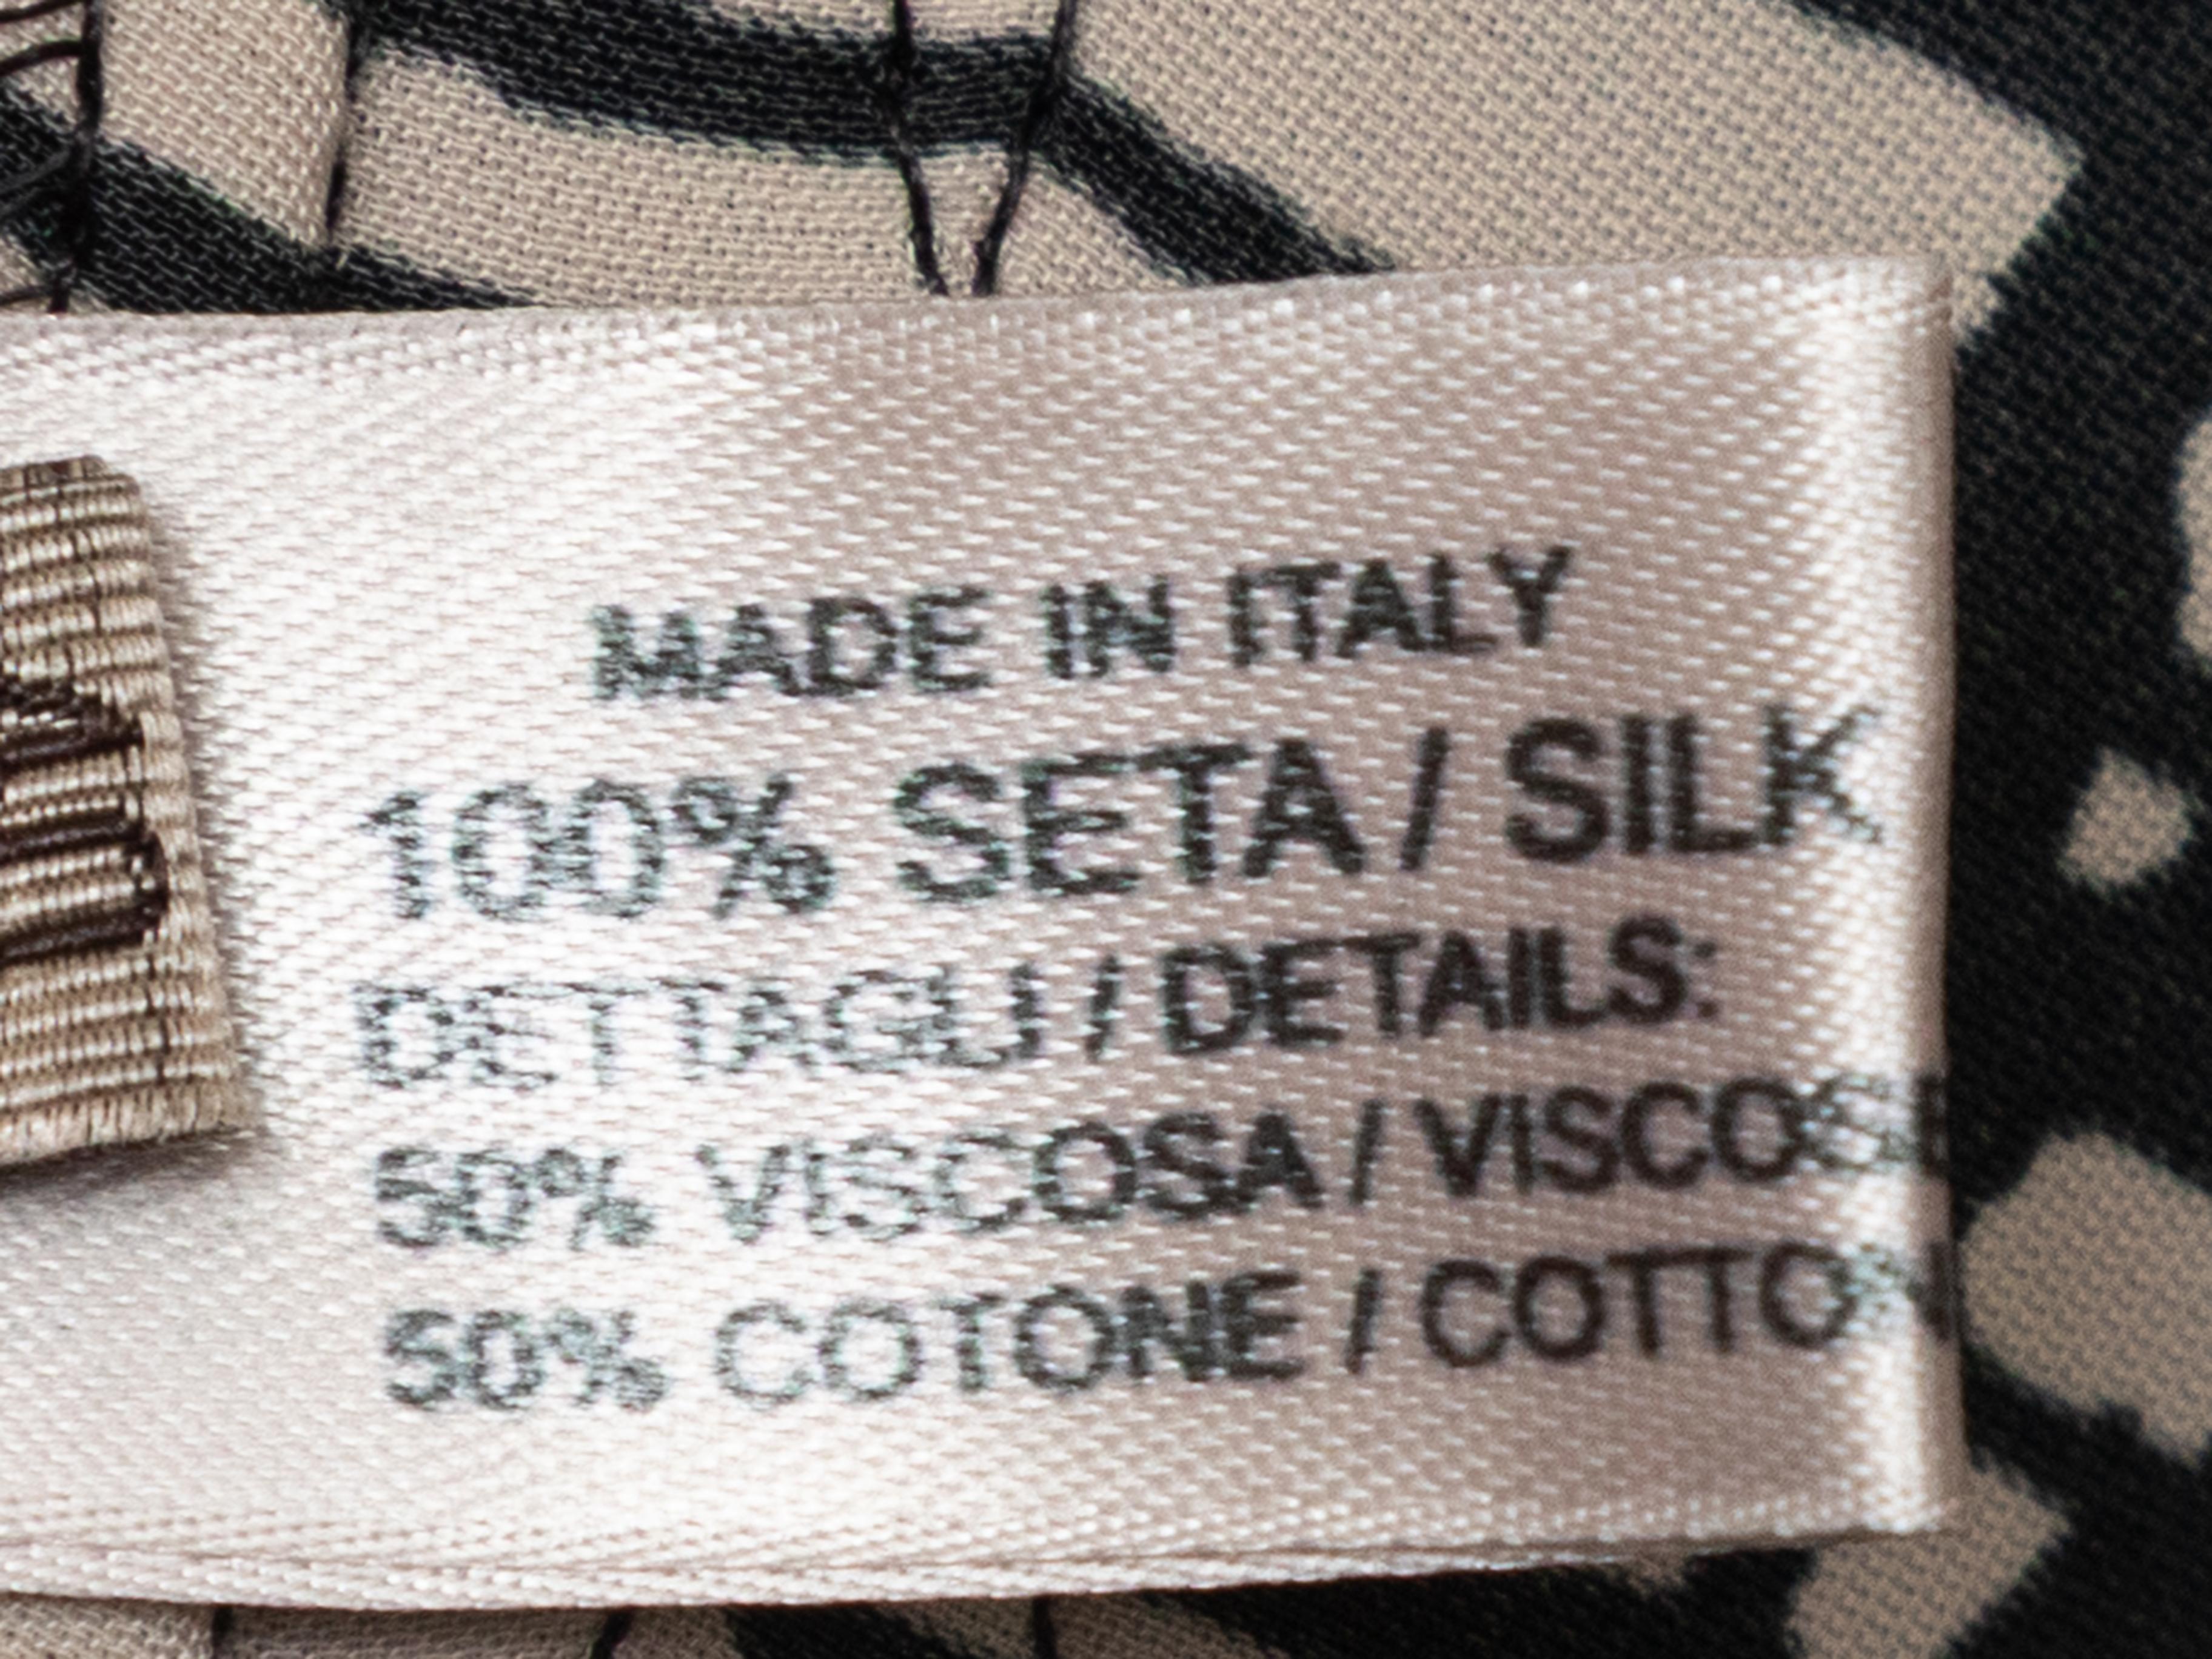 MADE IN ITALY
100% SETA / SILK
DETTAGLI / DETAILS:
50% VISCOSA / VISCOSE
50% COTONE / COTTON